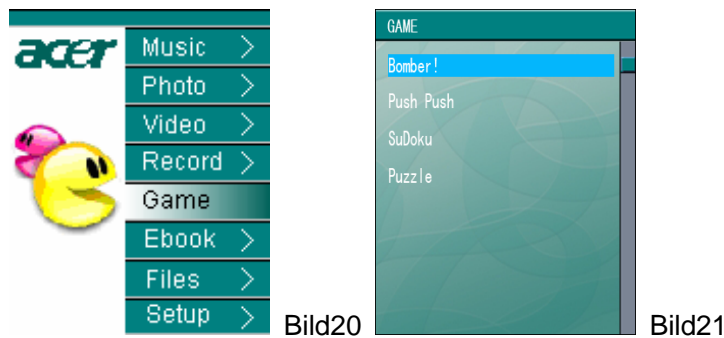 acer
Music >
Photo >
Video >
Record >
Game
Ebook >
Files >
Setup >
Bild20
GAME
Bomber!
Push Push
SuDoku
Puzzle
Bild21